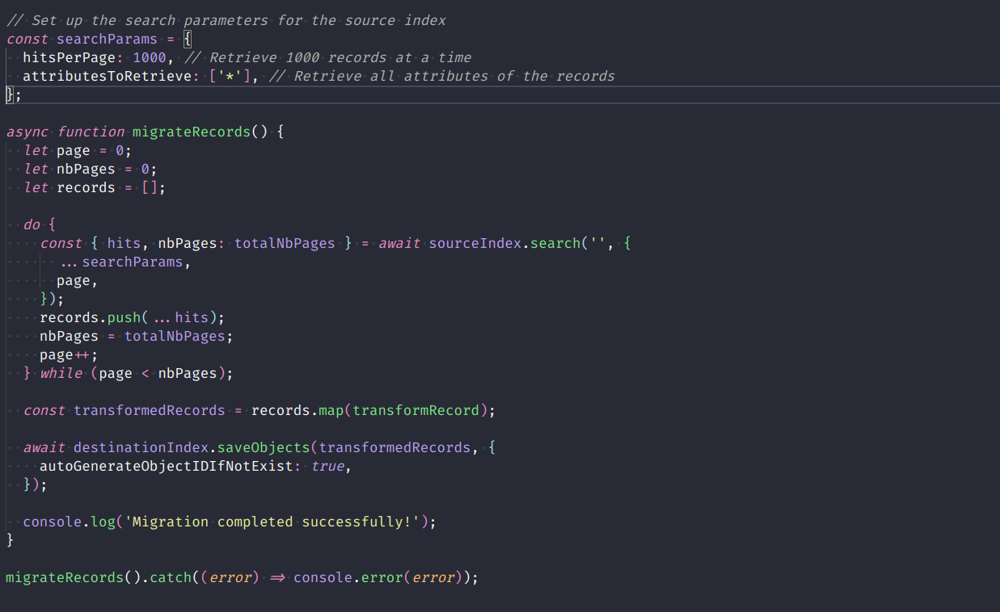 // Set up the search parameters for the source index
const searchParams = {
  hitsPerPage: 1000, // Retrieve 1000 records at a time
  attributesToRetrieve: ['*'], // Retrieve all attributes of the records
};

async function migrateRecords() {
  let page = 0;
  let nbPages = 0;
  let records = [];

  do {
    const { hits, nbPages: totalNbPages } = await sourceIndex.search('', {
      ...searchParams,
      page,
    });
    records.push(...hits);
    nbPages = totalNbPages;
    page++;
  } while (page < nbPages);

  const transformedRecords = records.map(transformRecord);

  await destinationIndex.saveObjects(transformedRecords, {
    autoGenerateObjectIDIfNotExist: true,
  });

  console.log('Migration completed successfully!');
}

migrateRecords().catch((error) => console.error(error));